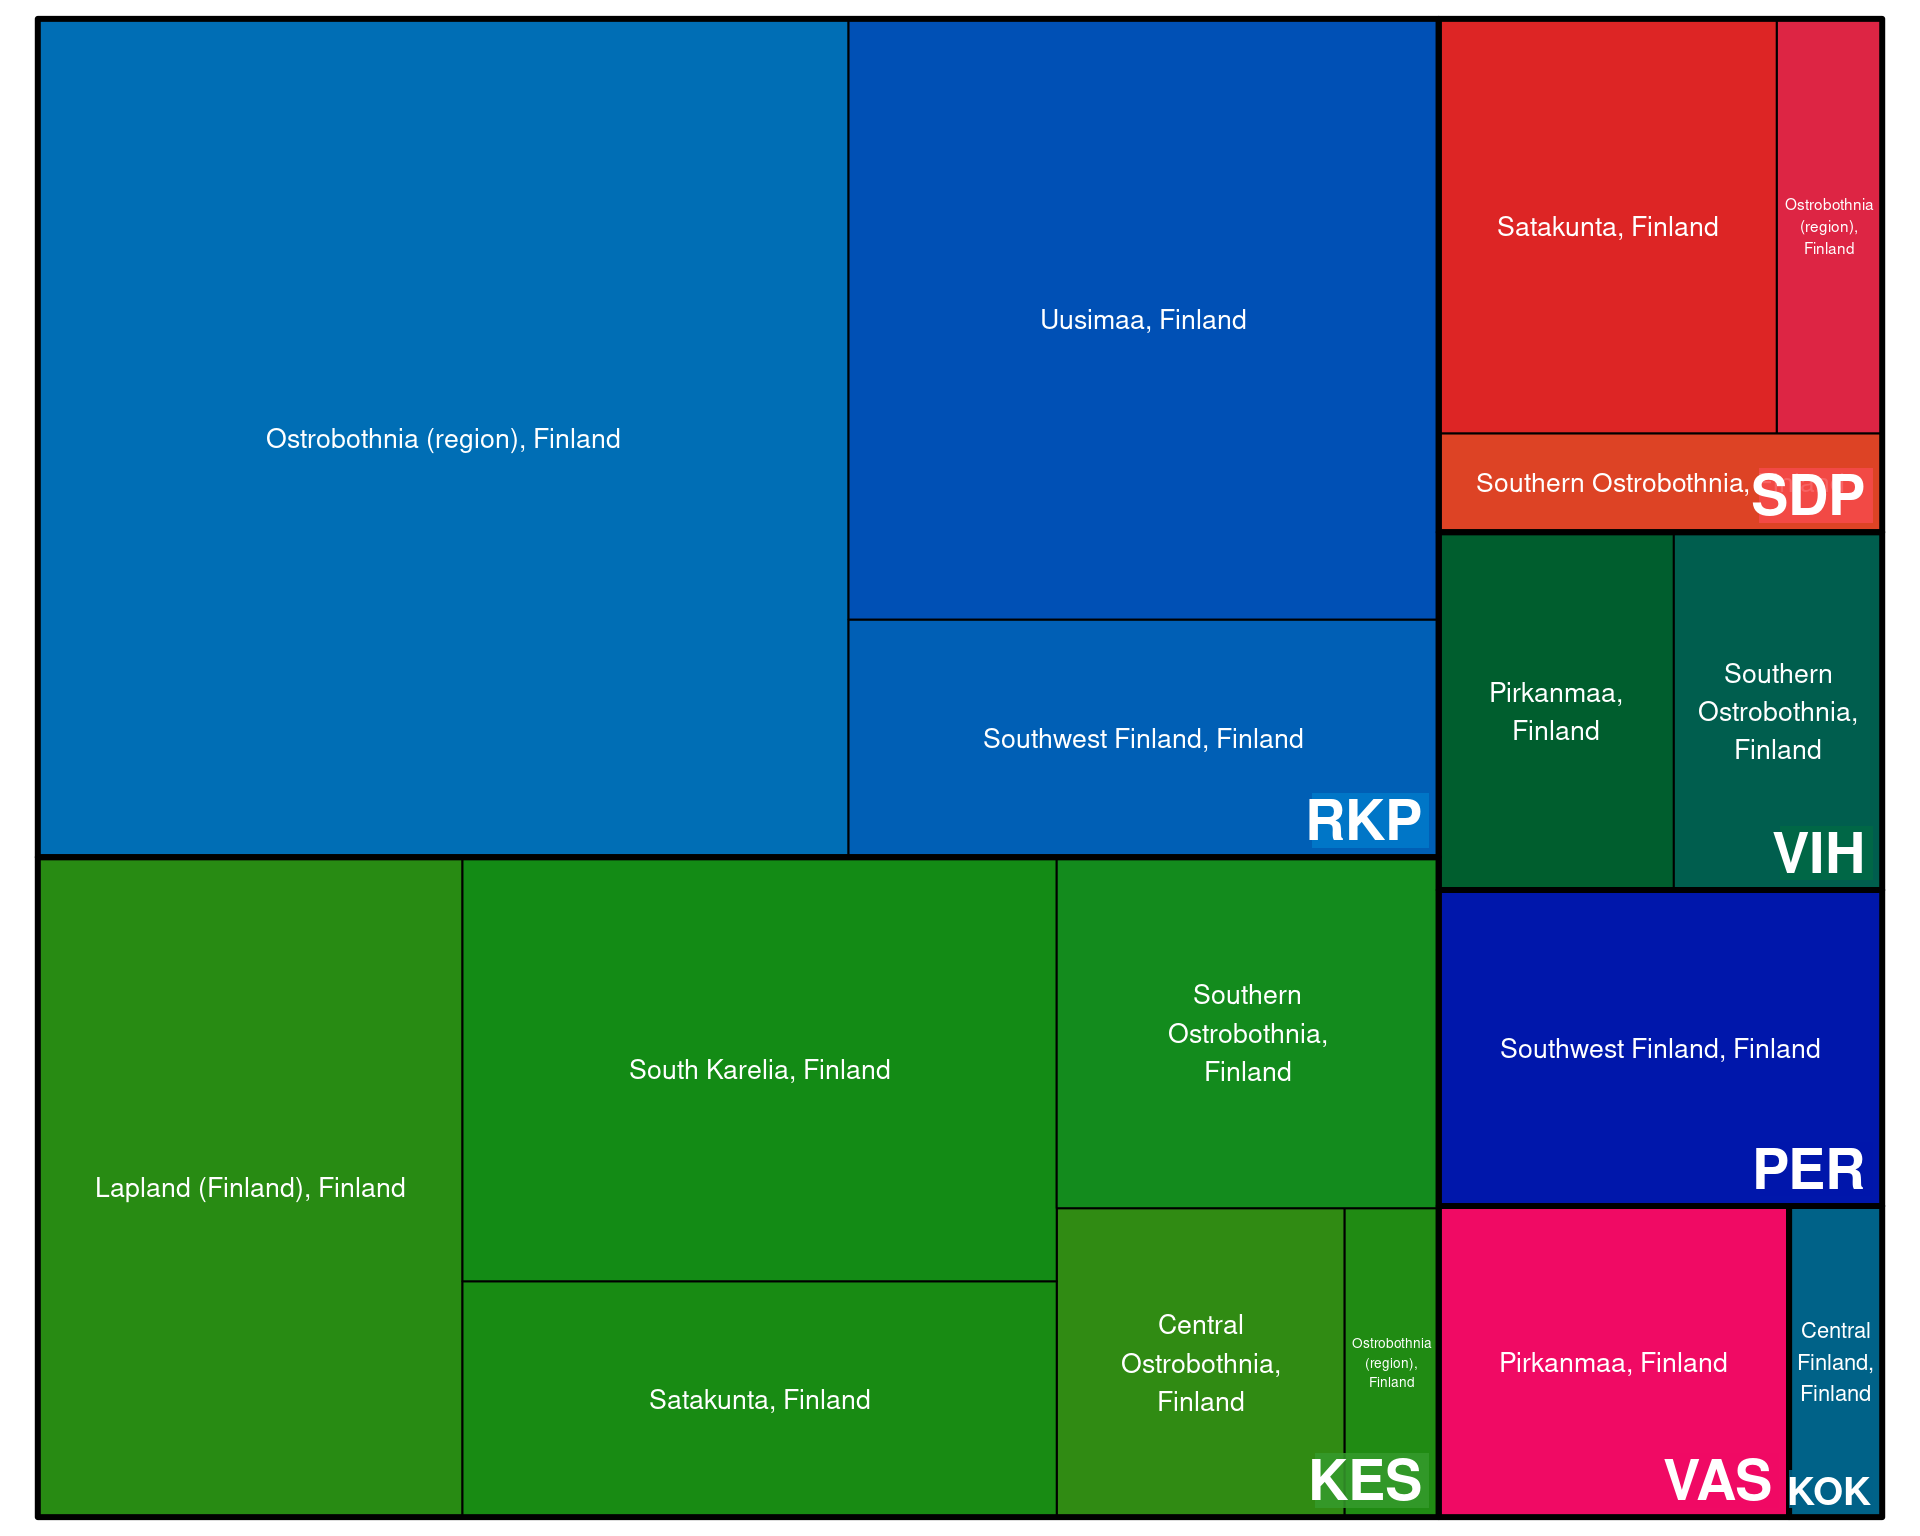 Ostrobothnia (region), Finland
Uusimaa, Finland
Southwest Finland, Finland
RKP
Lapland (Finland), Finland
South Karelia, Finland
Satakunta, Finland
Southern
Ostrobothnia,
Finland
Central
Ostrobothnia,
Finland
Ostrobothnia
(region),
Finland
KES
Satakunta, Finland
Ostrobothnia
(region),
Finland
Southern Ostrobothnia,
SDP
Pirkanmaa,
Finland
Southern
Ostrobothnia,
Finland
VIH
Southwest Finland, Finland
PER
Pirkanmaa, Finland
VAS
Central
Finland,
Finland
KOK